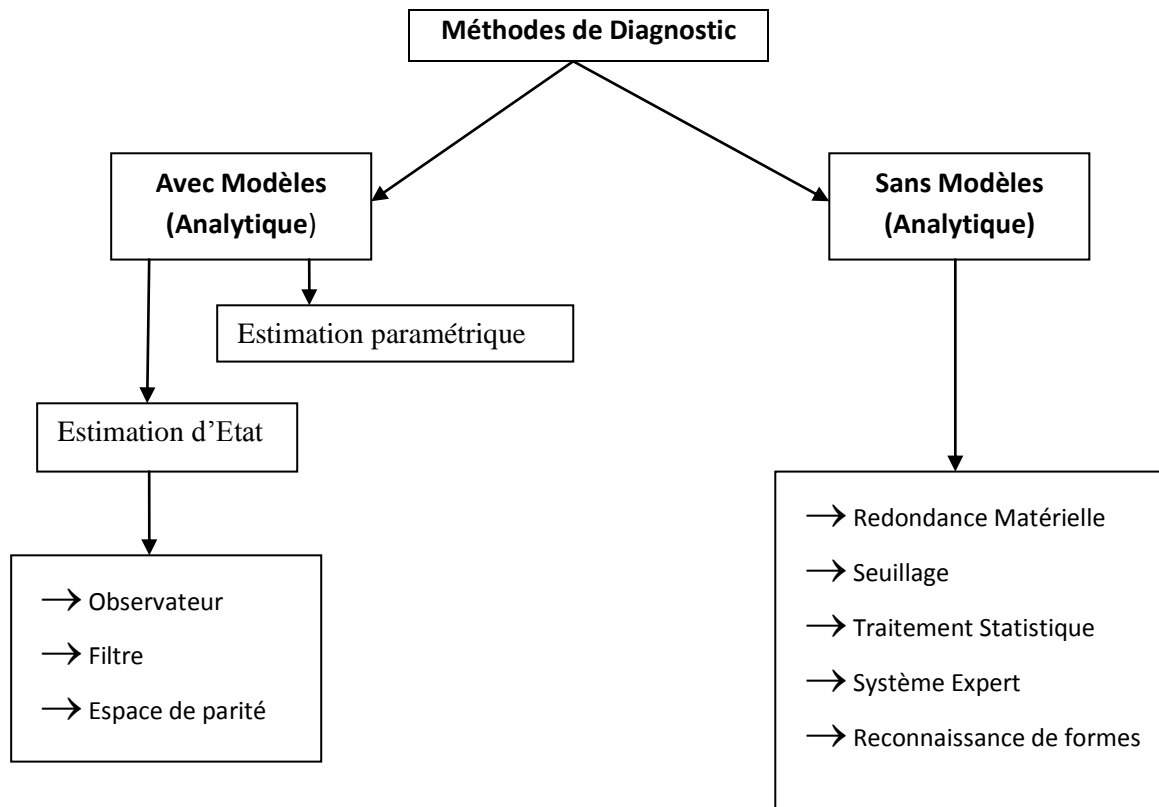 Méthodes de Diagnostic
Avec Modèles
(Analytique)
Sans Modèles
(Analytique)
Estimation paramétrique
Estimation d’Etat
→ Observateur
→ Filtre
→ Espace de parité
→ Redondance Matérielle
→ Seuillage
→ Traitement Statistique
→ Système Expert
→ Reconnaissance de formes